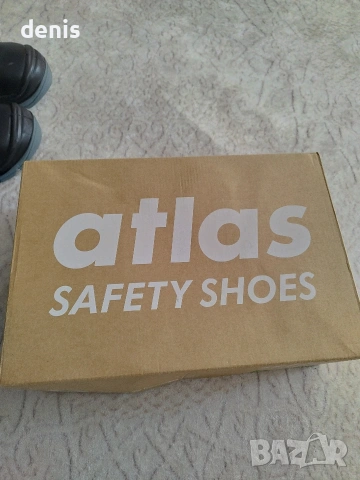 denis
atlas
SAFETY SHOES
BAZAR